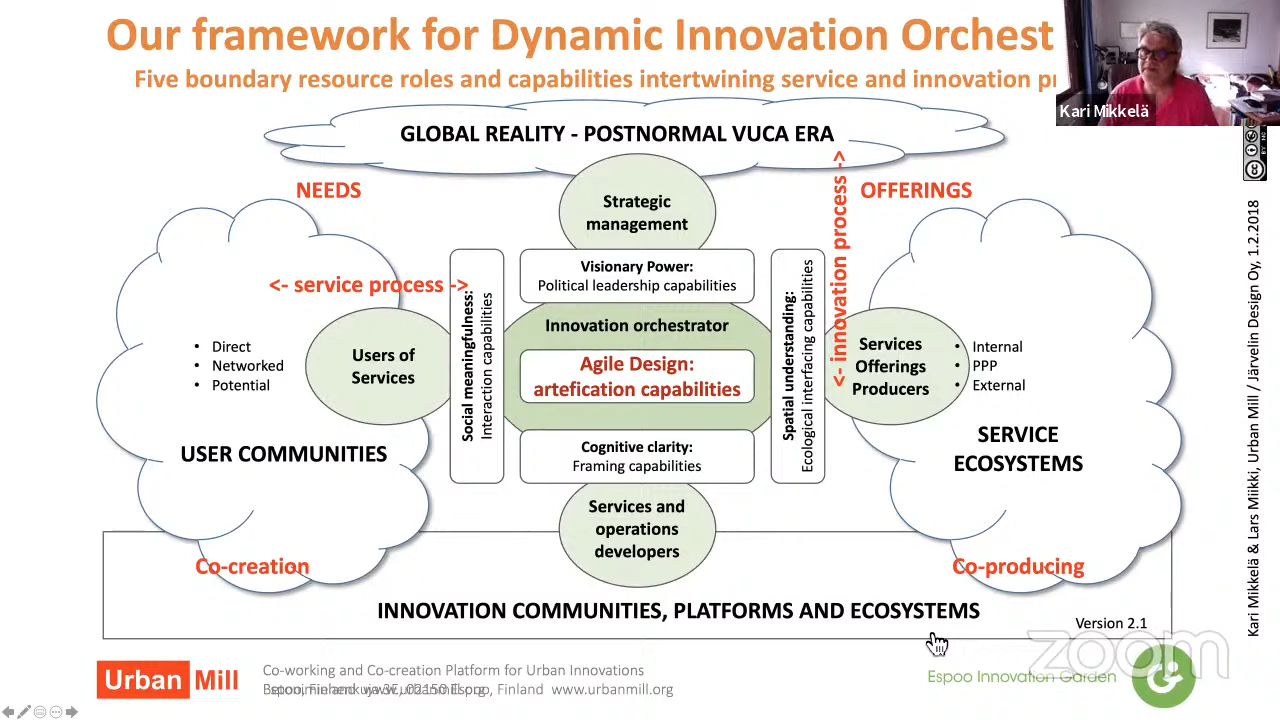 Our framework for Dynamic Innovation Orchest
Five boundary resource roles and capabilities intertwining service and innovation pr
Kari Mikkelä
GLOBAL REALITY - POSTNORMAL VUCA ERA
NEEDS
OFFERINGS
Strategic
management
<- innovation process ->
<- service process ->
Visionary Power:
Political leadership capabilities
Social meaningfulness:
Interaction capabilities
Spatial understanding:
Ecological interfacing capabilities
Innovation orchestrator
Agile Design:
artefication capabilities
• Direct
• Networked
• Potential
Users of
Services
Services
Offerings
Producers
• Internal
• PPP
• External
USER COMMUNITIES
Cognitive clarity:
Framing capabilities
SERVICE
ECOSYSTEMS
Services and
operations
developers
Co-creation
Co-producing
INNOVATION COMMUNITIES, PLATFORMS AND ECOSYSTEMS
Version 2.1
Kari Mikkelä & Lars Miikki, Urban Mill / Järvelin Design Oy, 1.2.2018
cc
BY NC
zoom
Urban Mill
Co-working and Co-creation Platform for Urban Innovations
Finland www.urbanmill.org
Espoo Innovation Garden